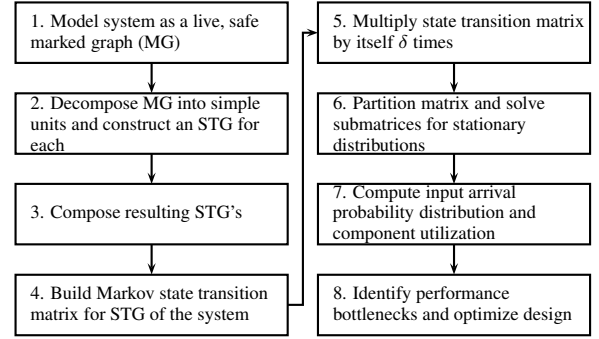 1. Model system as a live, safe
marked graph (MG)
2. Decompose MG into simple
units and construct an STG for
each
3. Compose resulting STG's
4. Build Markov state transition
matrix for STG of the system
5. Multiply state transition matrix
by itself δ times
6. Partition matrix and solve
submatrices for stationary
distributions
7. Compute input arrival
probability distribution and
component utilization
8. Identify performance
bottlenecks and optimize design